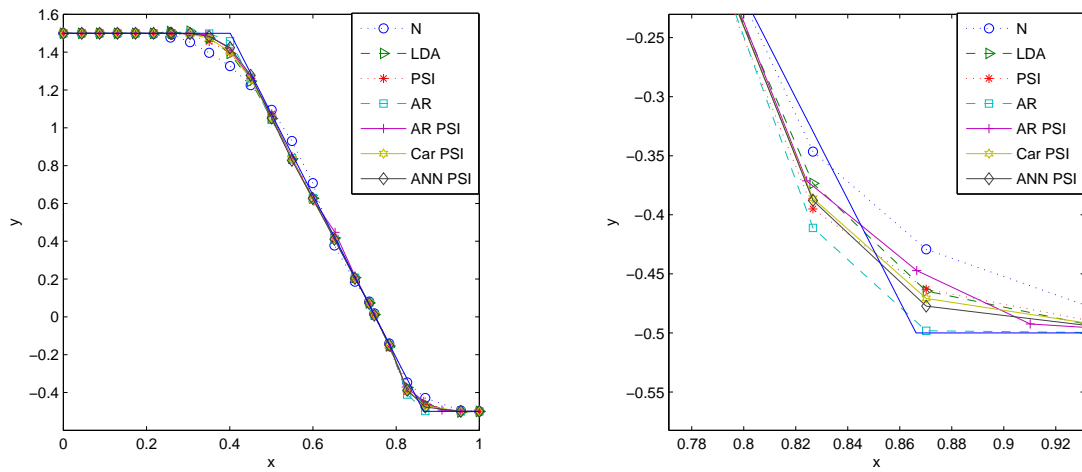 1.6
1.4
1.2
1
0.8
0.6
0.4
0.2
0
−0.2
−0.4
0
0.2
0.4
0.6
0.8
1
x
y
N
LDA
PSI
AR
AR PSI
Car PSI
ANN PSI
−0.25
−0.3
−0.35
−0.4
−0.45
−0.5
−0.55
0.78
0.8
0.82
0.84
0.86
0.88
0.9
0.92
x
y
N
LDA
PSI
AR
AR PSI
Car PSI
ANN PSI